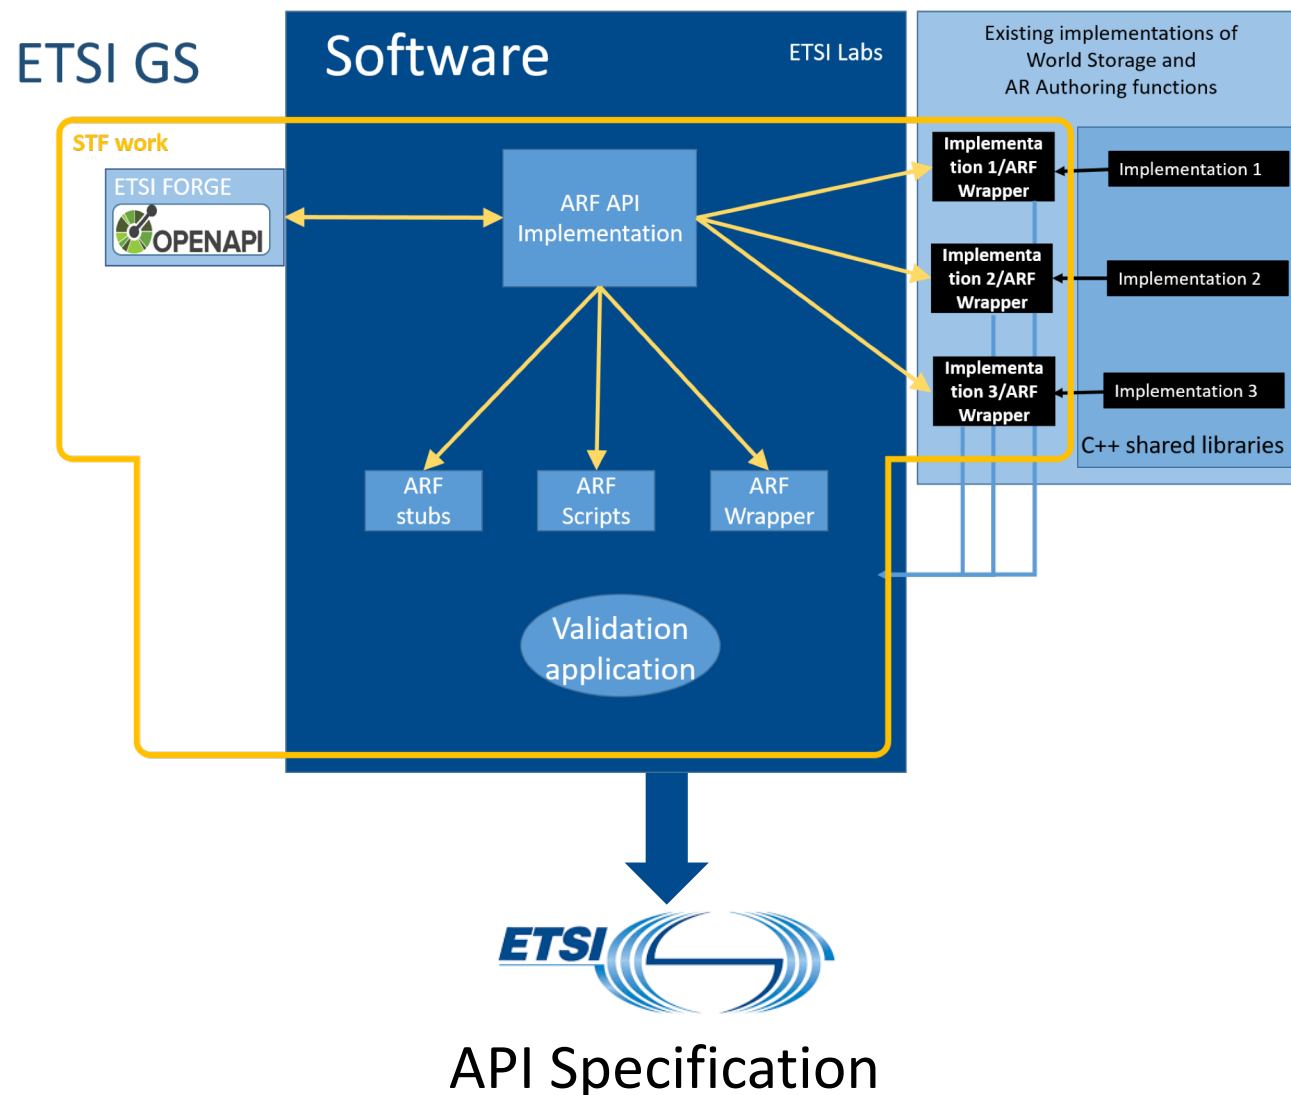 ETSI GS
Software
ETSI Labs
Existing implementations of
World Storage and
AR Authoring functions
STF work
ETSI FORGE
OPENAPI
ARF API
Implementation
Implementa
tion 1/ARF
Wrapper
Implementation 1
Implementa
tion 2/ARF
Wrapper
Implementation 2
Implementa
tion 3/ARF
Wrapper
Implementation 3
C++ shared libraries
ARF
stubs
ARF
Scripts
ARF
Wrapper
Validation
application
ETSI
API Specification